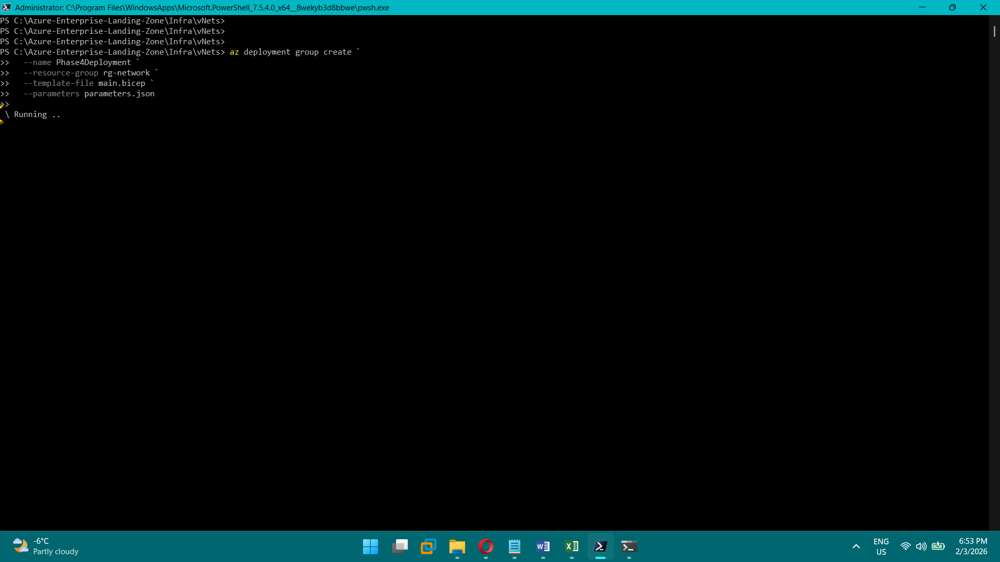 Administrator: C:\Program Files\WindowsApps\Microsoft.PowerShell_7.5.4.0_x64__8wekyb3d8bbwe\pwsh.exe
PS C:\Azure-Enterprise-Landing-Zone\Infra\vNets>
PS C:\Azure-Enterprise-Landing-Zone\Infra\vNets>
PS C:\Azure-Enterprise-Landing-Zone\Infra\vNets>
PS C:\Azure-Enterprise-Landing-Zone\Infra\vNets> az deployment group create `
>>   --name Phase4Deployment `
>>   --resource-group rg-network `
>>   --template-file main.bicep `
>>   --parameters parameters.json
>>
 \ Running ..
-6°C
Partly cloudy
ENG
US
6:53 PM
2/3/2026